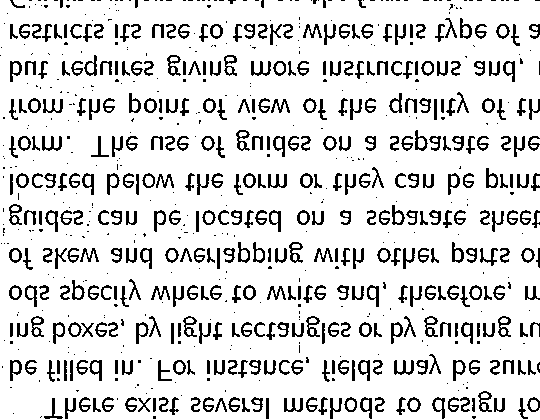 There exist several methods to design fo
be filled in. For instance, fields may be surro
ing boxes, by light rectangles or by guiding ru
ods specify where to write and, therefore, m
of skew and overlapping with other parts of
guides can be located on a separate sheet
located below the form or they can be print
form. The use of guides on a separate she
from the point of view of the quality of th
but requires giving more instructions and,
restricts its use to tasks where this type of a